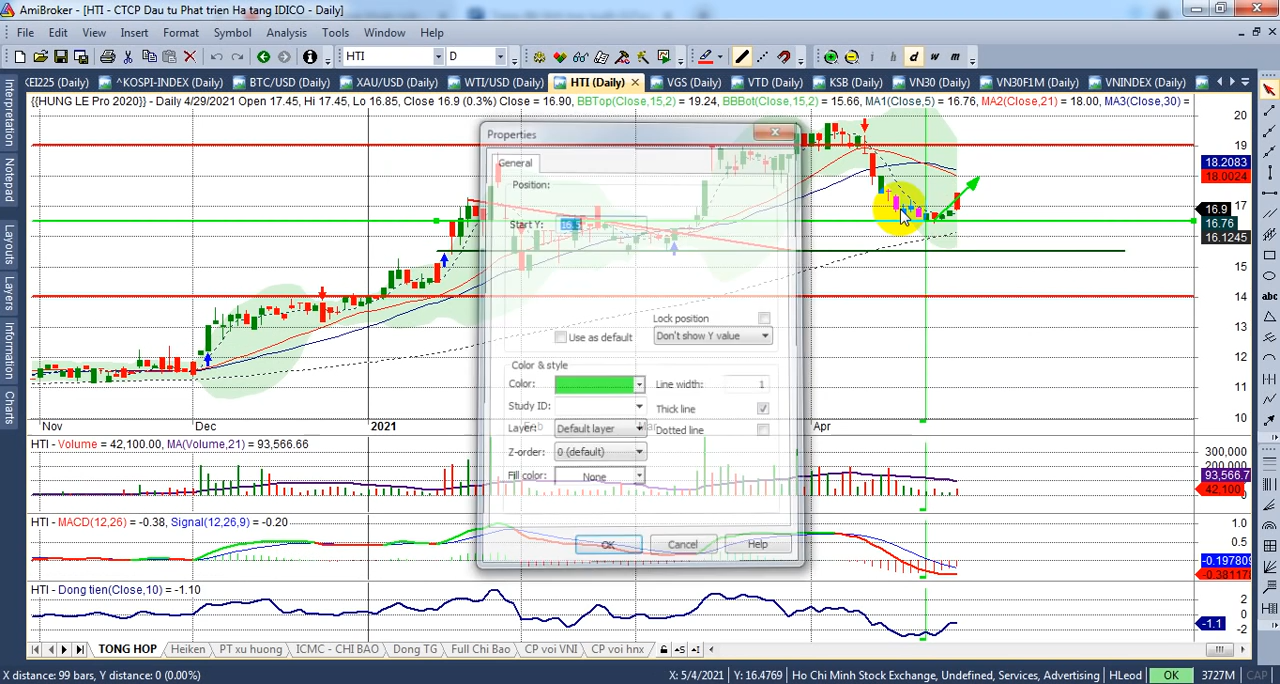 AmiBroker - [HTI - CTCP Dau tu Phat trien Ha tang IDICO - Daily]
File Edit View Insert Format Symbol Analysis Tools Window Help
HTI D i h d w m
KEI225 (Daily) ^KOSPI-INDEX (Daily) BTC/USD (Daily) XAU/USD (Daily) WTI/USD (Daily) HTI (Daily) VGS (Daily) VTD (Daily) KSB (Daily) VN30 (Daily) VN30F1M (Daily) VNINDEX (Daily)
{{HUNG LE Pro 2020}} - Daily 4/29/2021 Open 17.45, Hi 17.45, Lo 16.85, Close 16.9 (0.3%) Close = 16.90, BBTop(Close,15,2) = 19.24, BBBot(Close,15,2) = 15.66, MA1(Close,5) = 16.76, MA2(Close,21) = 18.00, MA3(Close,30) =
Interpretation
Notepad
Layouts
Layers
Information
Charts
abc
20
19
18.2083
18.0024
17
16.9
16.76
16.1245
15
14
13
12
11
10
Properties
General
Position:
Start Y: 16.5
Lock position
Use as default
Don't show Y value
Color & style
Color:
Line width: 1
Study ID:
Thick line
Layer: Default layer
Dotted line
Z-order: 0 (default)
Fill color: None
OK Cancel Help
Nov Dec 2021 Feb Mar Apr
HTI - Volume = 42,100.00, MA(Volume,21) = 93,566.66
300,000
200,000
93,566.7
42,100
HTI - MACD(12,26) = -0.38, Signal(12,26,9) = -0.20
1.0
0.5
-0.197809
-0.38117
HTI - Dong tien(Close,10) = -1.10
2
0
-1.1
-2
TONG HOP Heiken PT xu huong ICMC - CHI BAO Dong TG Full Chi Bao CP voi VNI CP voi hnx
X distance: 99 bars, Y distance: 0 (0.00%) X: 5/4/2021 Y: 16.4769 Ho Chi Minh Stock Exchange, Undefined, Services, Advertising HLeod OK 3727M CAP